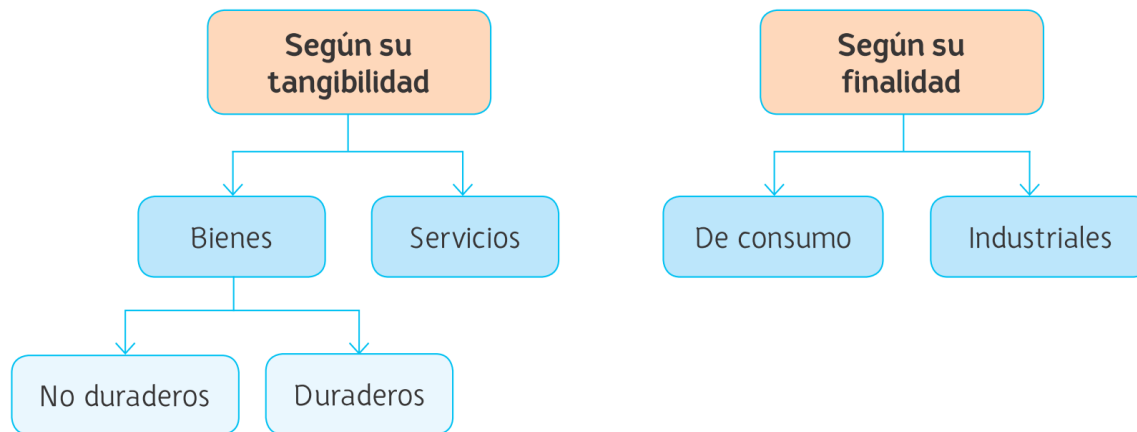 Según su
tangibilidad
Según su
finalidad
Bienes
Servicios
De consumo
Industriales
No duraderos
Duraderos